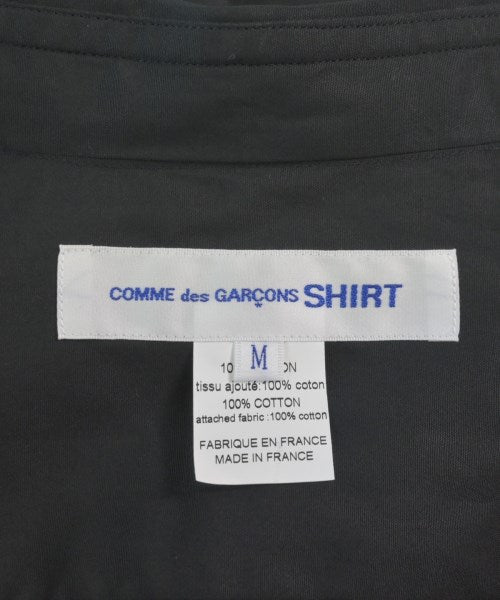 COMME des GARÇONS SHIRT
M
tissu ajouté:100% coton
100% COTTON
attached fabric :100% cotton
FABRIQUE EN FRANCE
MADE IN FRANCE